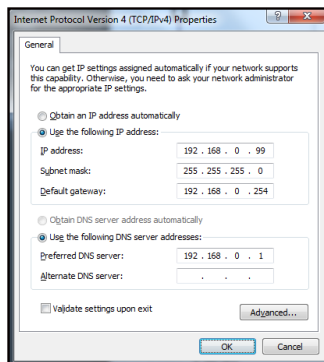 Internet Protocol Version 4 (TCP/IPv4) Properties
General
You can get IP settings assigned automatically if your network supports
this capability. Otherwise, you need to ask your network administrator
for the appropriate IP settings.
Obtain an IP address automatically
Use the following IP address:
IP address: 192 . 168 . 0 . 99
Subnet mask: 255 . 255 . 255 . 0
Default gateway: 192 . 168 . 0 . 254
Obtain DNS server address automatically
Use the following DNS server addresses:
Preferred DNS server: 192 . 168 . 0 . 1
Alternate DNS server: . . .
Validate settings upon exit
Advanced...
OK Cancel